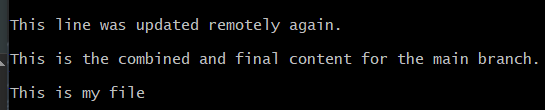 This line was updated remotely again.
This is the combined and final content for the main branch.
This is my file